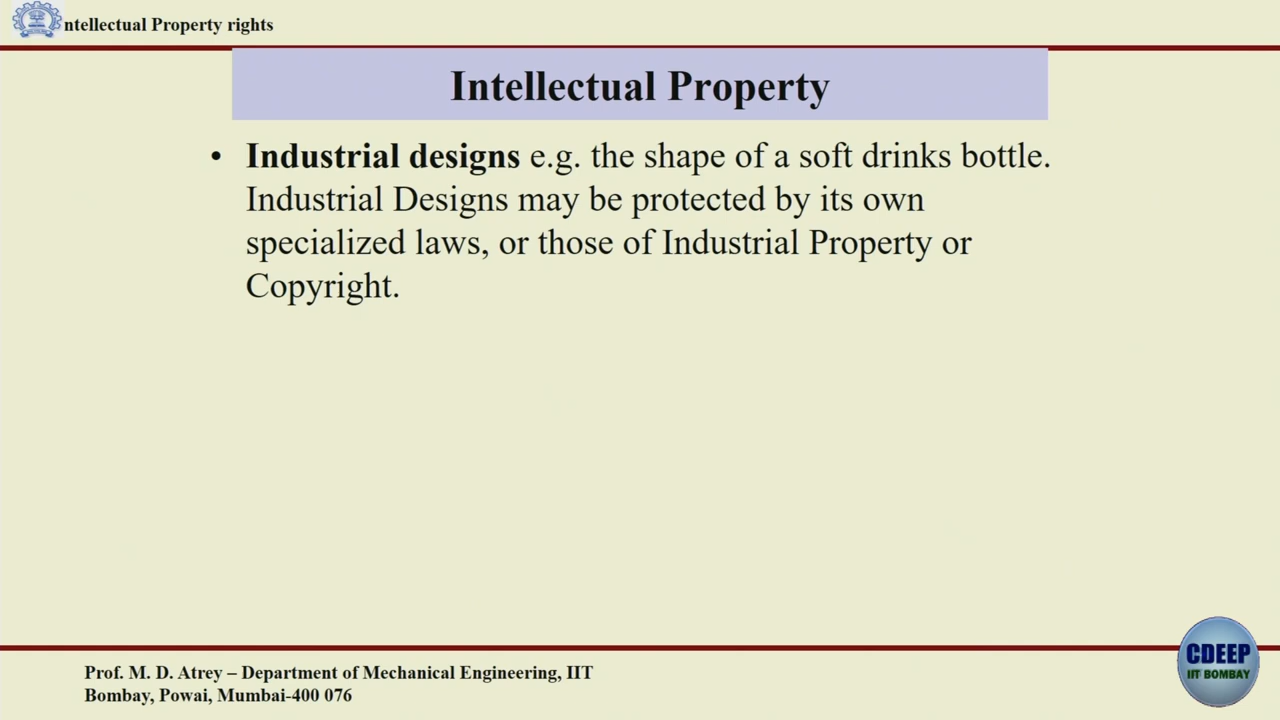 ntellectual Property rights
Intellectual Property
• Industrial designs e.g. the shape of a soft drinks bottle.
Industrial Designs may be protected by its own
specialized laws, or those of Industrial Property or
Copyright.
Prof. M. D. Atrey – Department of Mechanical Engineering, IIT
Bombay, Powai, Mumbai-400 076
CDEEP
IIT BOMBAY